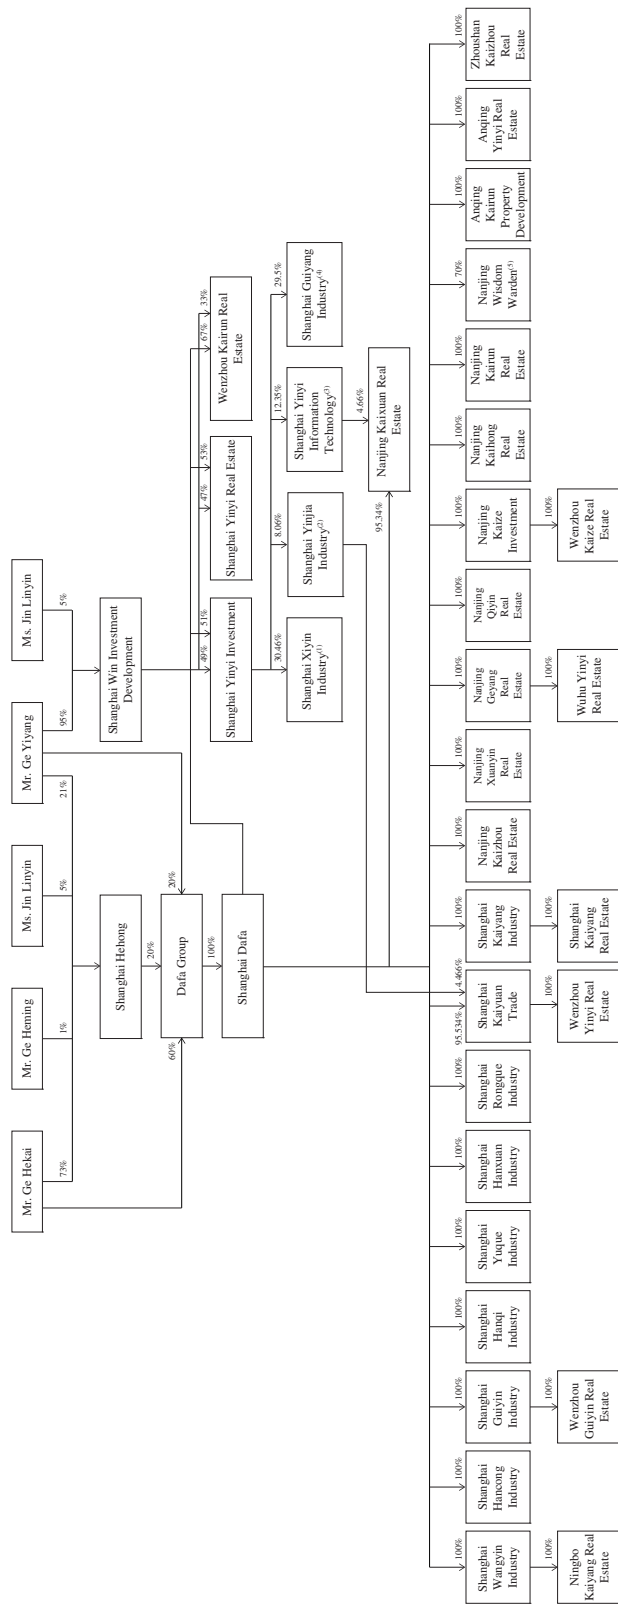 Mr. Ge Hekai
Mr. Ge Heming
Ms. Jin Linyin
Mr. Ge Yiyang
Ms. Jin Linyin
73%
1%
5%
21%
95%
5%
Shanghai Hehong
Shanghai Win Investment
Development
20%
60%
Dafa Group
20%
100%
Shanghai Dafa
49%
51%
47%
53%
67%
33%
Shanghai Yinyi Investment
Shanghai Yinyi Real Estate
Wenzhou Kairun Real
Estate
30.46%
8.06%
12.35%
29.5%
Shanghai Xiyin
Industry(1)
Shanghai Yinjia
Industry(2)
Shanghai Yinyi
Information
Technology(3)
Shanghai Guiyang
Industry(4)
95.34%
4.66%
Nanjing Kaixuan Real
Estate
100%
100%
100%
100%
100%
100%
100%
95.534%
4.466%
100%
100%
100%
100%
100%
100%
100%
100%
70%
100%
100%
100%
Shanghai
Wangyin
Industry
Shanghai
Hancong
Industry
Shanghai
Guiyin
Industry
Shanghai
Hanqi
Industry
Shanghai
Yuque
Industry
Shanghai
Hanxuan
Industry
Shanghai
Rongque
Industry
Shanghai
Kaiyuan
Trade
Shanghai
Kaiyang
Industry
Nanjing
Kaizhou
Real Estate
Nanjing
Xuanyin Real
Estate
Nanjing
Geyang Real
Estate
Nanjing
Qiyin Real
Estate
Nanjing
Kaize
Investment
Nanjing
Kaihong Real
Estate
Nanjing
Kairun Real
Estate
Nanjing
Wisdom
Warden(5)
Anqing
Kairun
Property
Development
Anqing
Yinyi Real
Estate
Zhoushan
Kaizhou
Real
Estate
100%
100%
100%
100%
100%
100%
Ningbo
Kaiyang Real
Estate
Wenzhou
Guiyin Real
Estate
Wenzhou
Yinyi Real
Estate
Shanghai
Kaiyang
Real Estate
Wuhu Yinyi
Real Estate
Wenzhou
Kaize Real
Estate